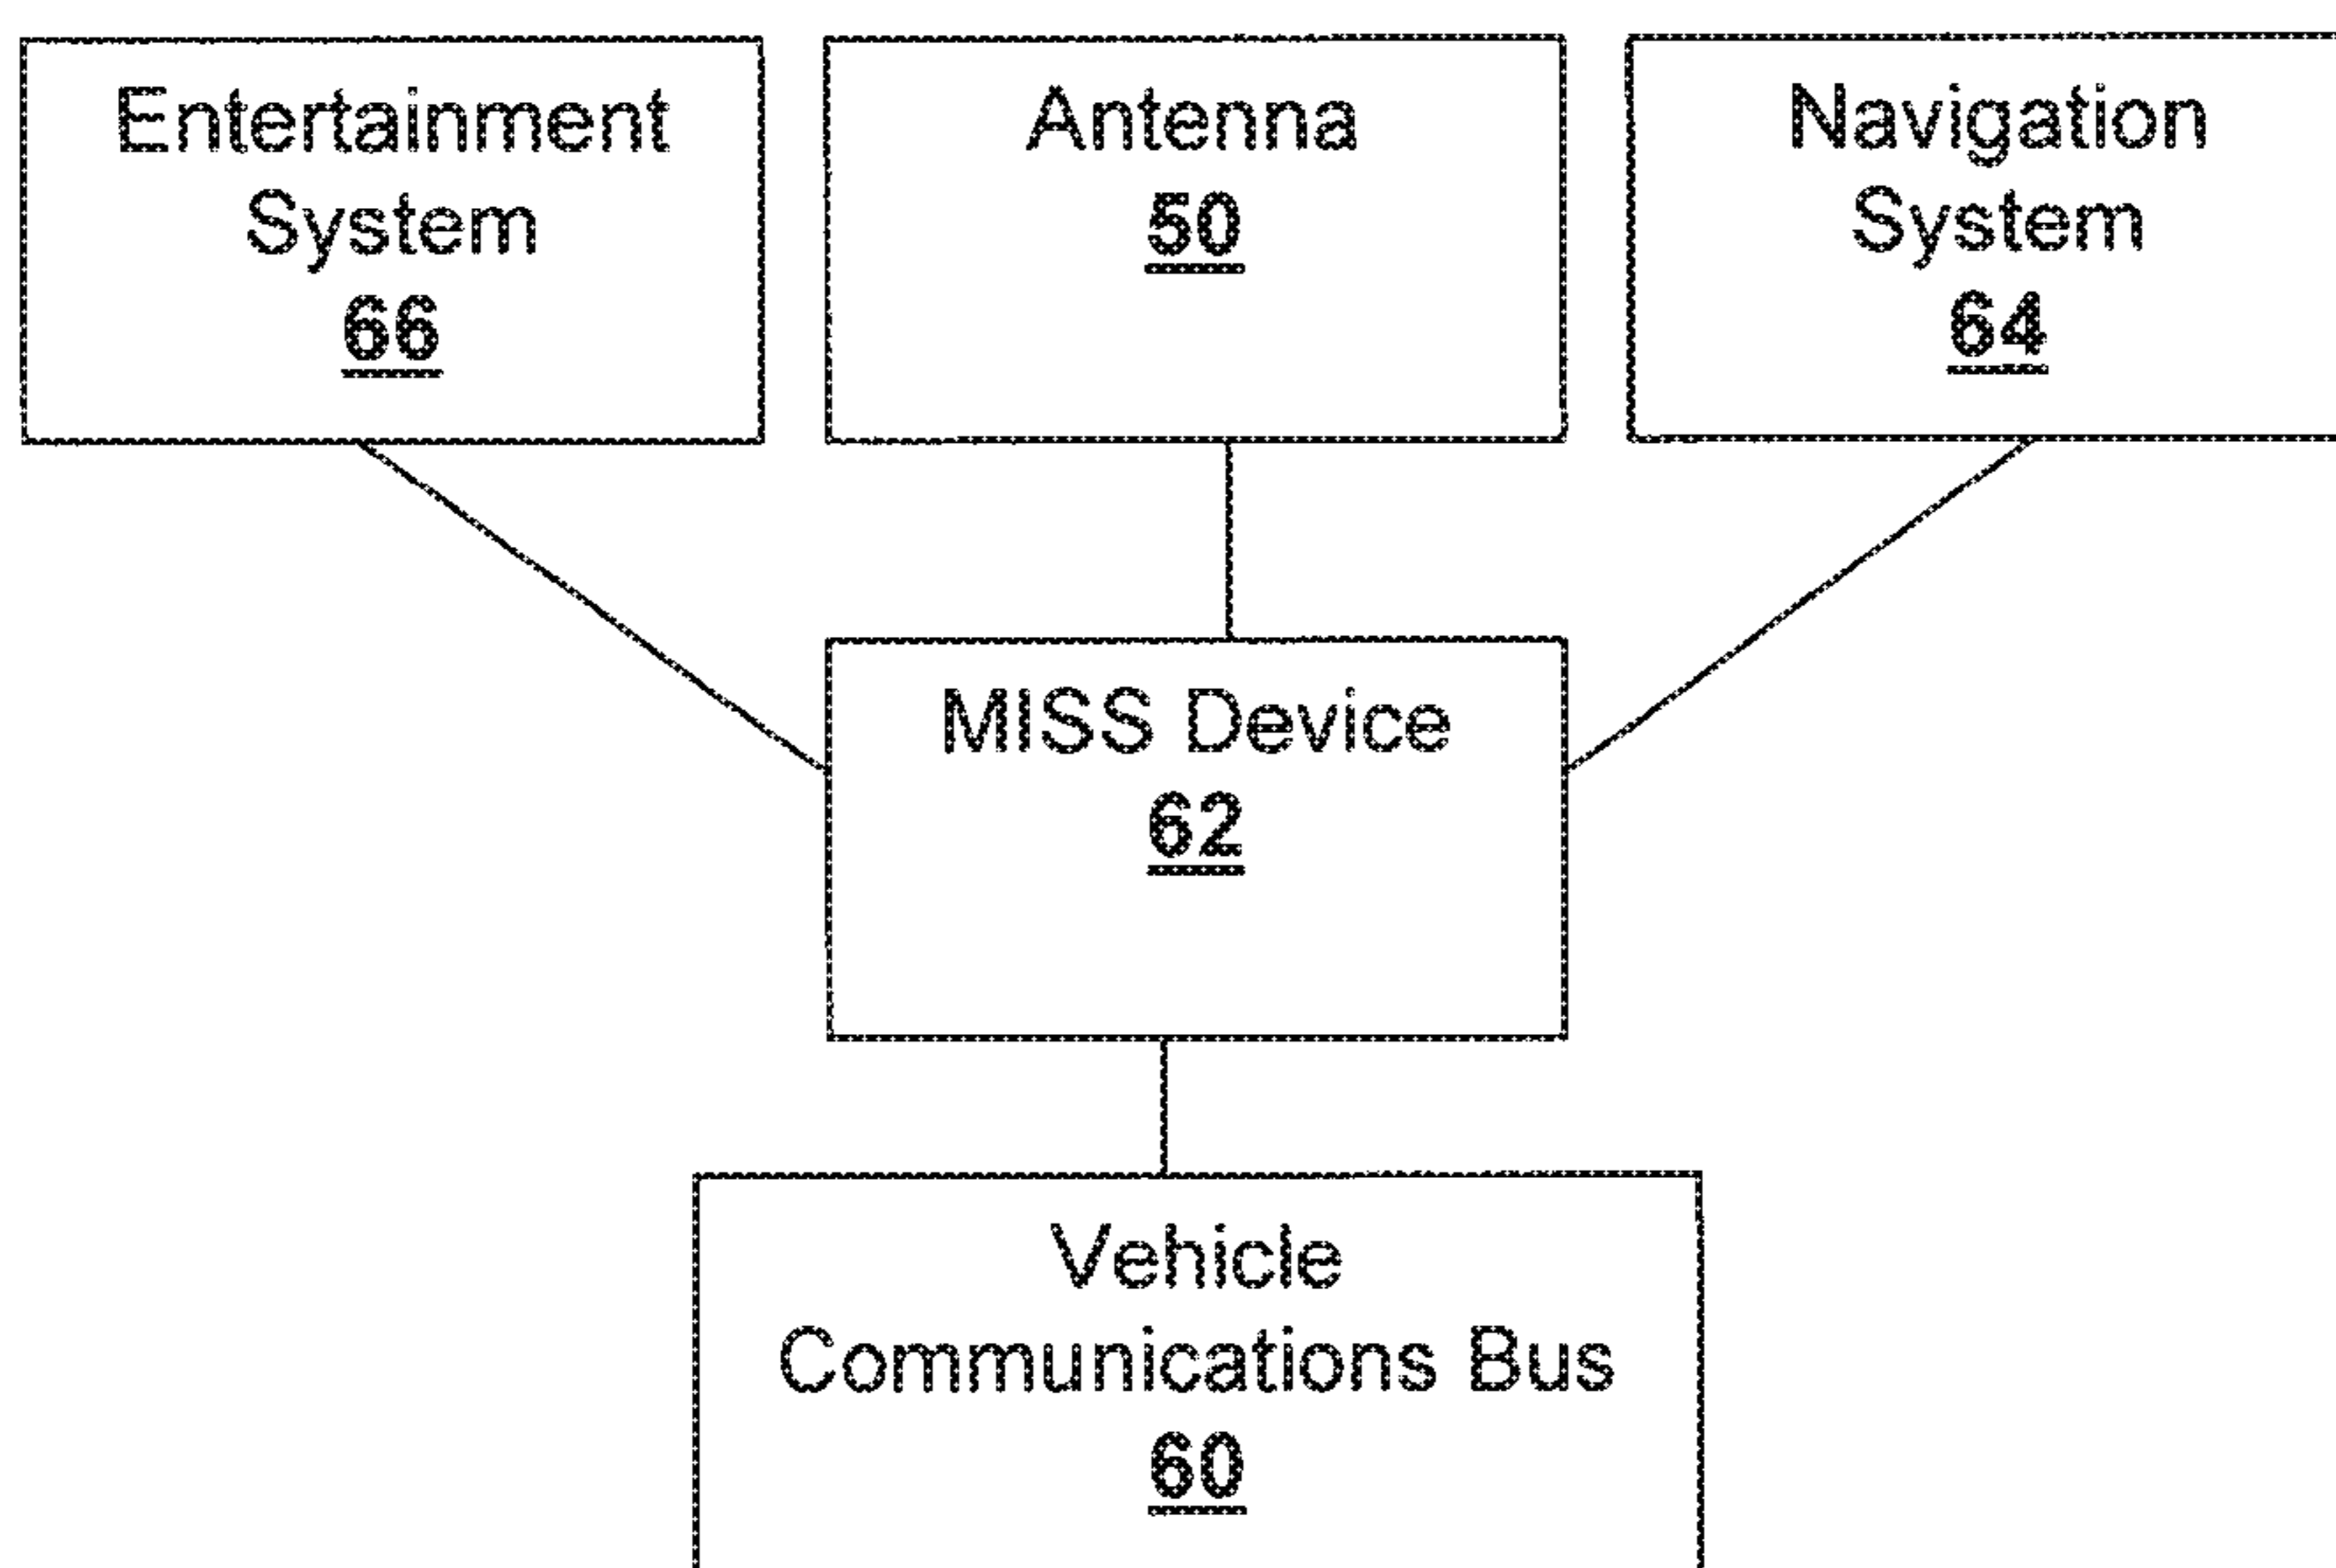 Entertainment
System
66
Antenna
50
Navigation
System
64
MISS Device
62
Vehicle
Communications Bus
60